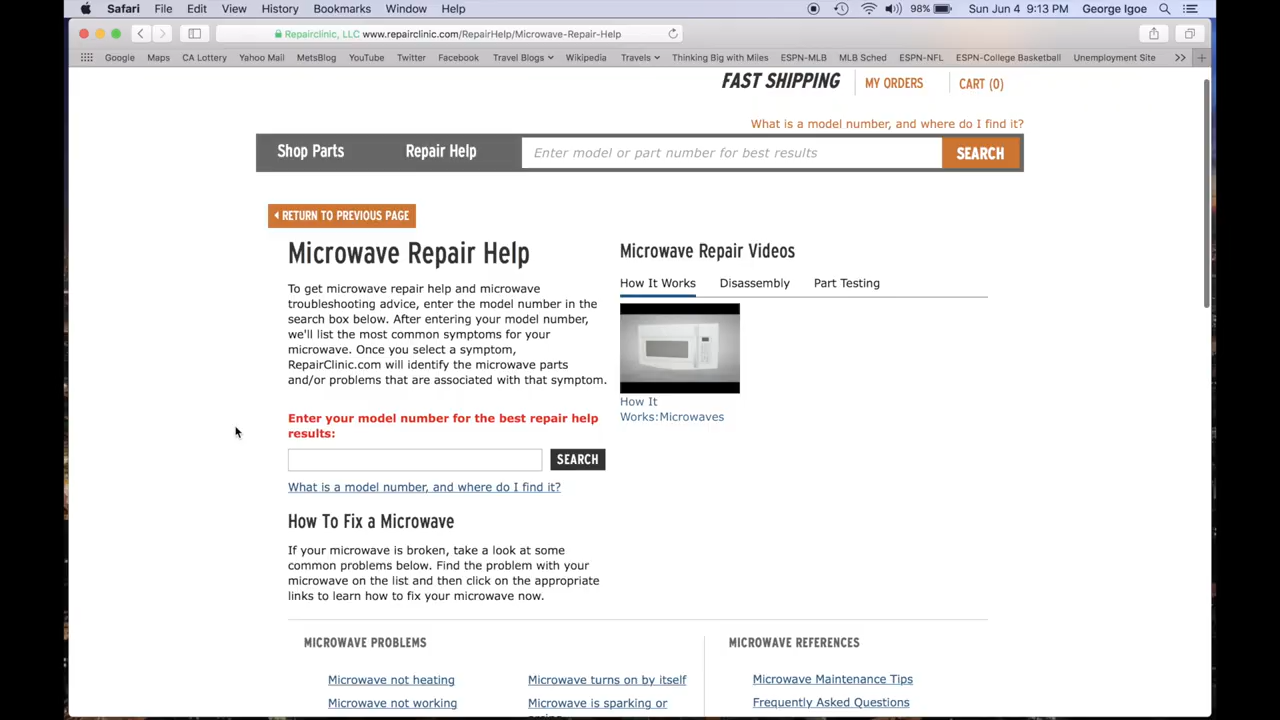 Safari File Edit View History Bookmarks Window Help 98% Sun Jun 4 9:13 PM George Igoe
Repairclinic, LLC www.repairclinic.com/RepairHelp/Microwave-Repair-Help
Google Maps CA Lottery Yahoo Mail MetsBlog YouTube Twitter Facebook Travel Blogs Wikipedia Travels Thinking Big with Miles ESPN-MLB MLB Sched ESPN-NFL ESPN-College Basketball Unemployment Site
FAST SHIPPING MY ORDERS CART (0)
What is a model number, and where do I find it?
Shop Parts Repair Help Enter model or part number for best results SEARCH
RETURN TO PREVIOUS PAGE
Microwave Repair Help
To get microwave repair help and microwave
troubleshooting advice, enter the model number in the
search box below. After entering your model number,
we'll list the most common symptoms for your
microwave. Once you select a symptom,
RepairClinic.com will identify the microwave parts
and/or problems that are associated with that symptom.
Enter your model number for the best repair help
results:
SEARCH
What is a model number, and where do I find it?
Microwave Repair Videos
How It Works Disassembly Part Testing
How It
Works:Microwaves
How To Fix a Microwave
If your microwave is broken, take a look at some
common problems below. Find the problem with your
microwave on the list and then click on the appropriate
links to learn how to fix your microwave now.
MICROWAVE PROBLEMS
Microwave not heating Microwave turns on by itself
Microwave not working Microwave is sparking or
MICROWAVE REFERENCES
Microwave Maintenance Tips
Frequently Asked Questions